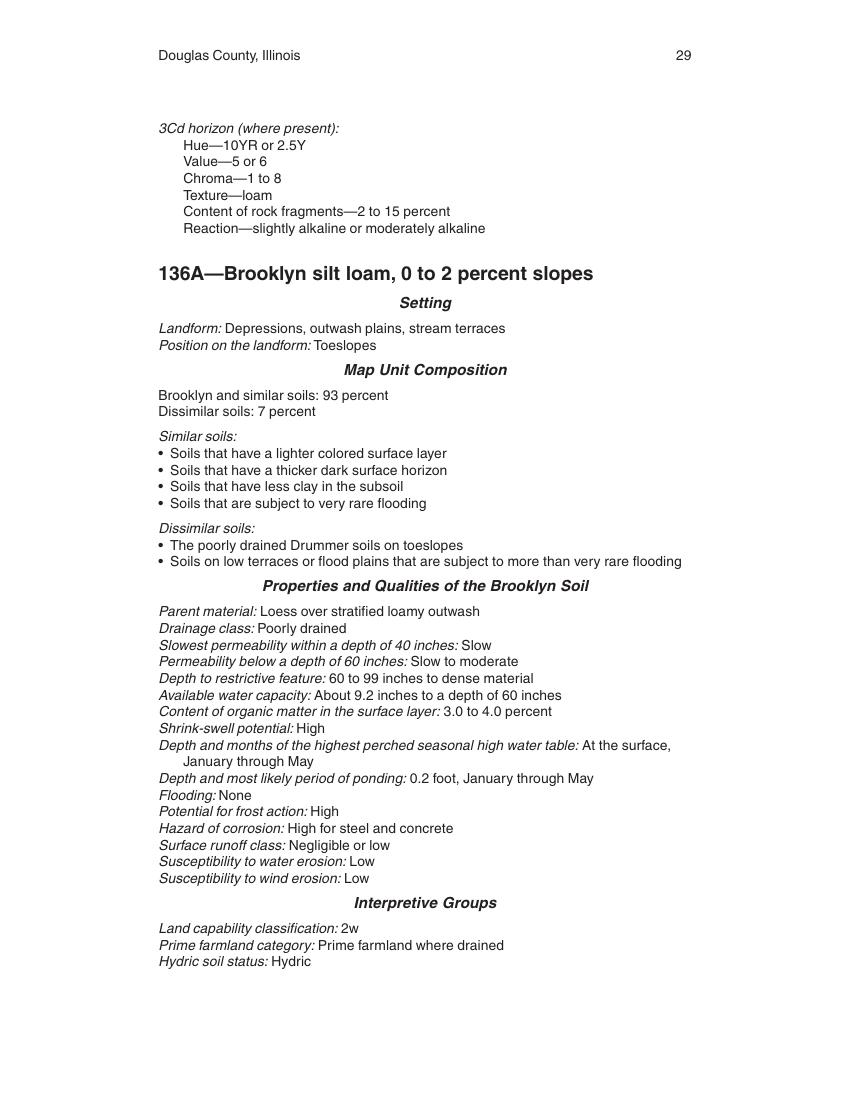 Douglas County, Illinois 29
3Cd horizon (where present):
Hue—10YR or 2.5Y
Value—5 or 6
Chroma—1 to 8
Texture—loam
Content of rock fragments—2 to 15 percent
Reaction—slightly alkaline or moderately alkaline
136A—Brooklyn silt loam, 0 to 2 percent slopes
Setting
Landform: Depressions, outwash plains, stream terraces
Position on the landform: Toeslopes
Map Unit Composition
Brooklyn and similar soils: 93 percent
Dissimilar soils: 7 percent
Similar soils:
• Soils that have a lighter colored surface layer
• Soils that have a thicker dark surface horizon
• Soils that have less clay in the subsoil
• Soils that are subject to very rare flooding
Dissimilar soils:
• The poorly drained Drummer soils on toeslopes
• Soils on low terraces or flood plains that are subject to more than very rare flooding
Properties and Qualities of the Brooklyn Soil
Parent material: Loess over stratified loamy outwash
Drainage class: Poorly drained
Slowest permeability within a depth of 40 inches: Slow
Permeability below a depth of 60 inches: Slow to moderate
Depth to restrictive feature: 60 to 99 inches to dense material
Available water capacity: About 9.2 inches to a depth of 60 inches
Content of organic matter in the surface layer: 3.0 to 4.0 percent
Shrink-swell potential: High
Depth and months of the highest perched seasonal high water table: At the surface,
January through May
Depth and most likely period of ponding: 0.2 foot, January through May
Flooding: None
Potential for frost action: High
Hazard of corrosion: High for steel and concrete
Surface runoff class: Negligible or low
Susceptibility to water erosion: Low
Susceptibility to wind erosion: Low
Interpretive Groups
Land capability classification: 2w
Prime farmland category: Prime farmland where drained
Hydric soil status: Hydric